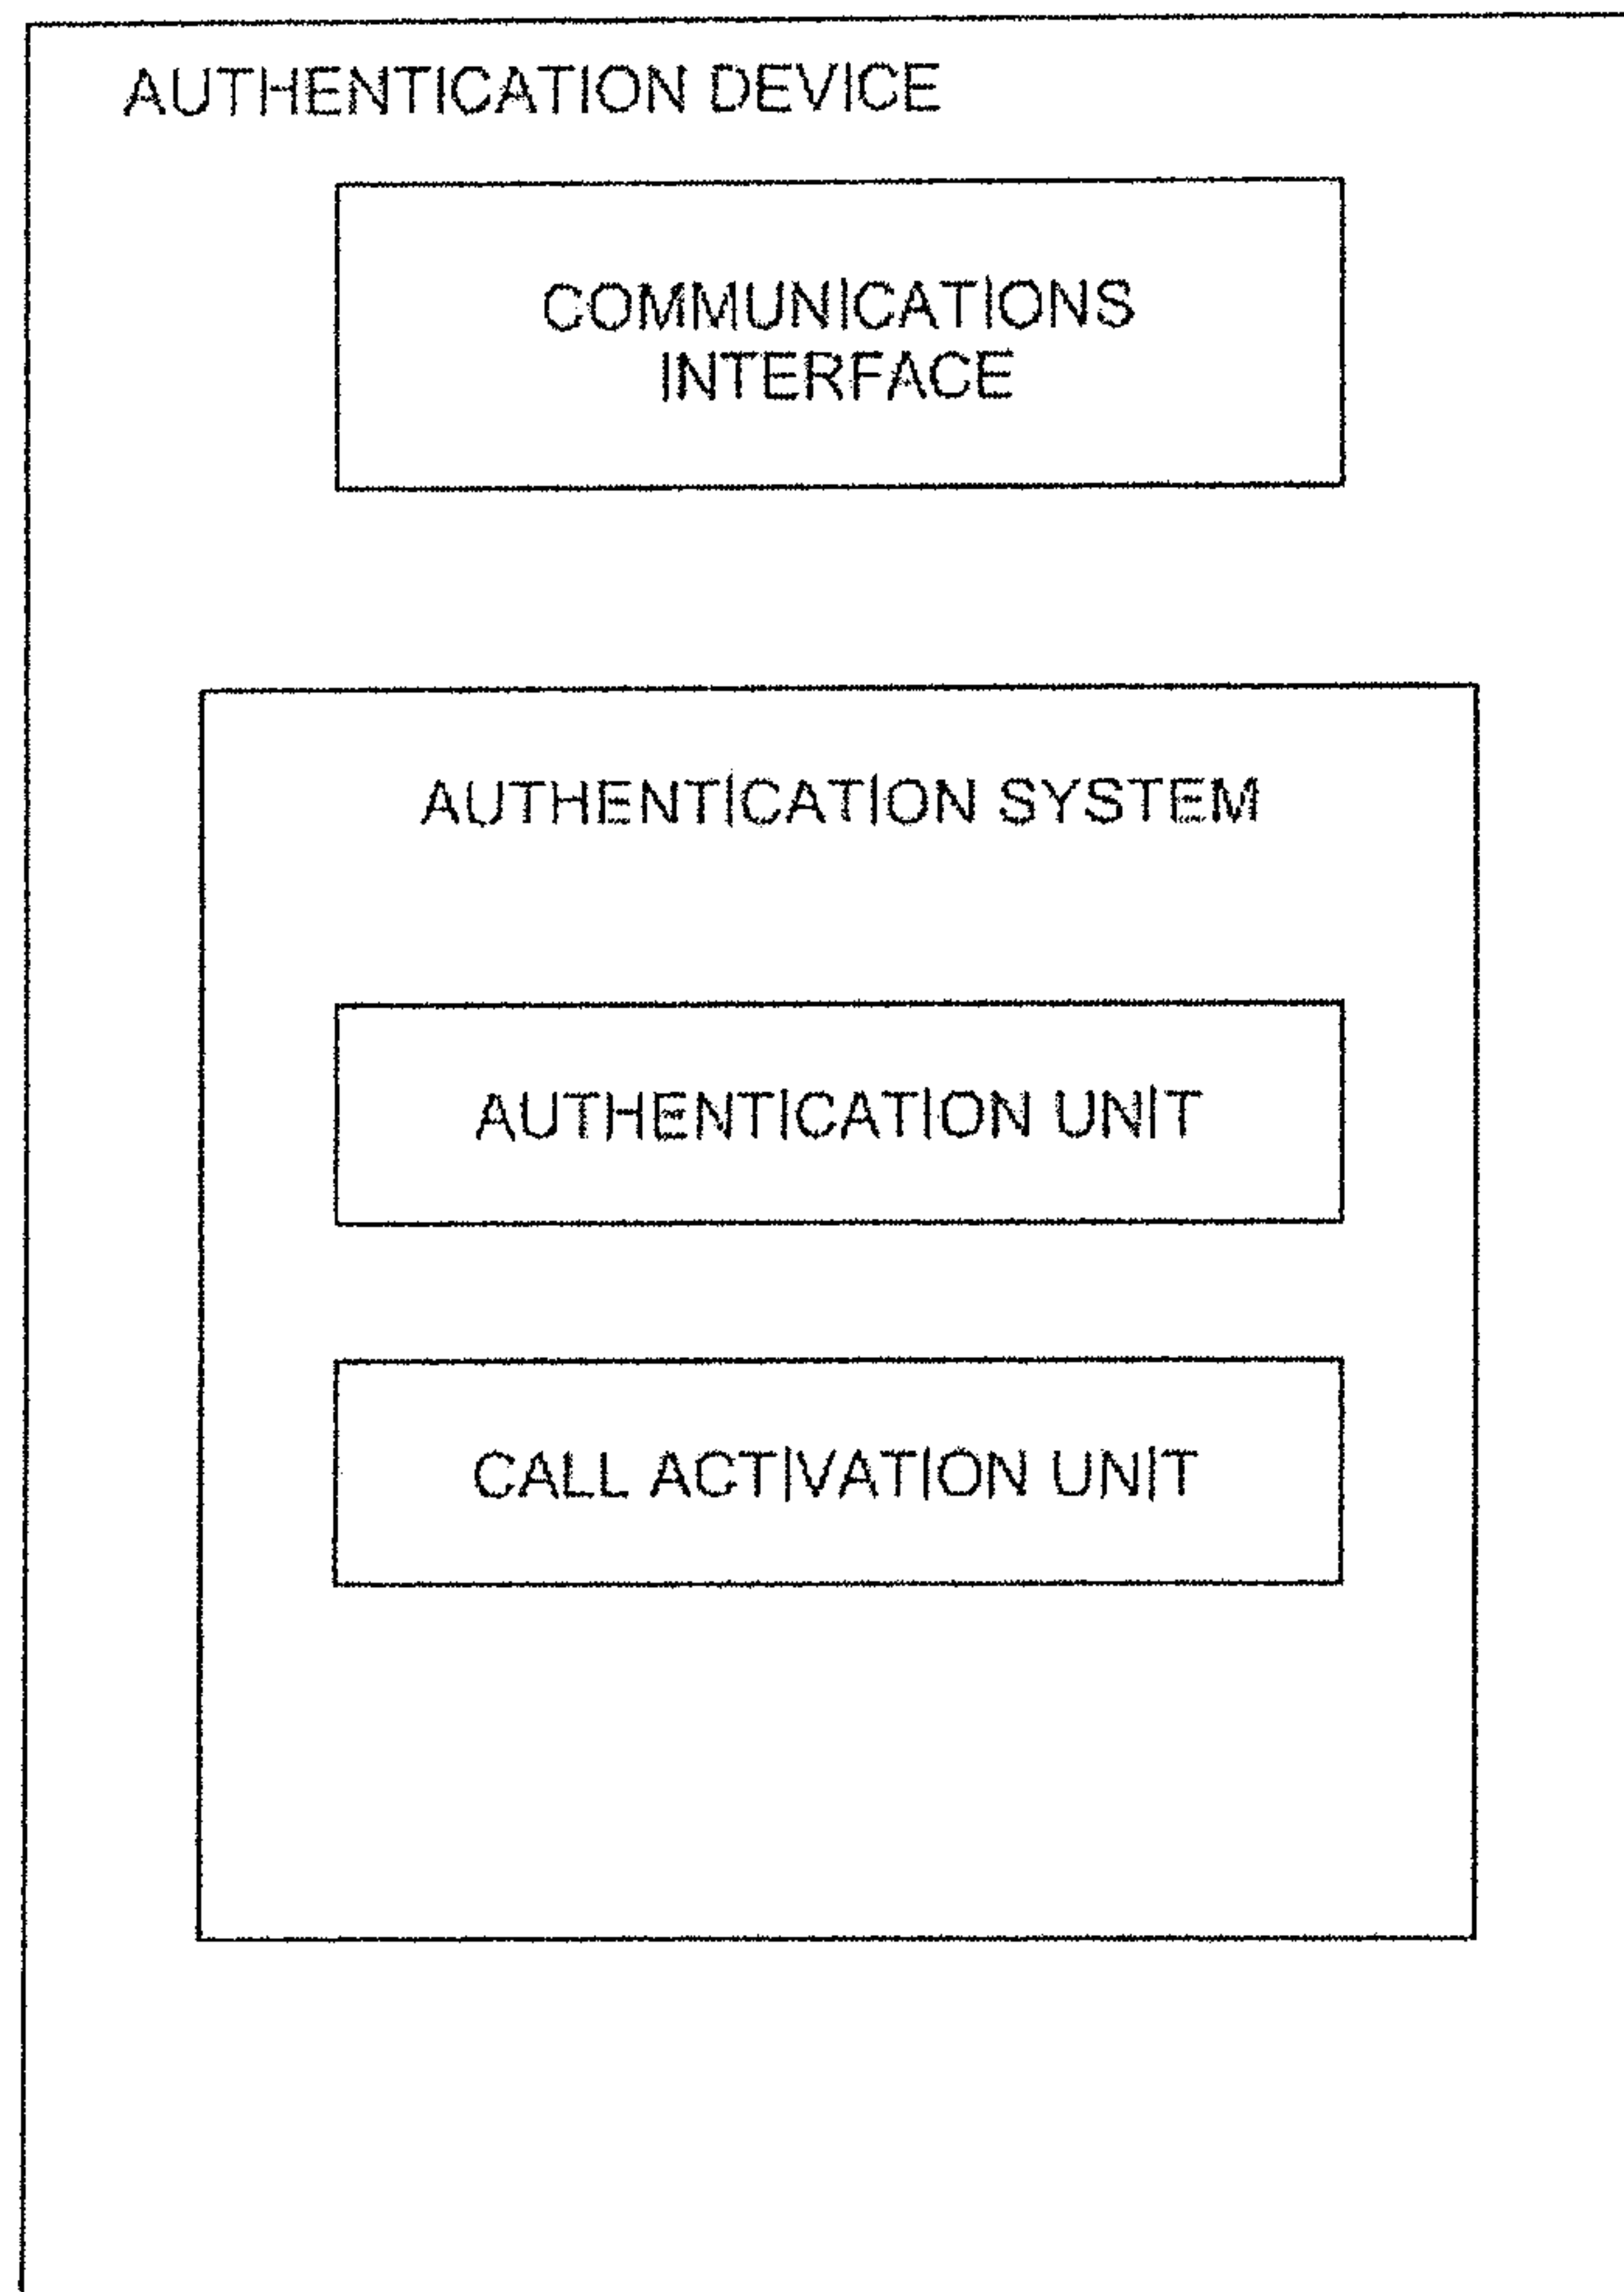 AUTHENTICATION DEVICE
COMMUNICATIONS
INTERFACE
AUTHENTICATION SYSTEM
AUTHENTICATION UNIT
CALL ACTIVATION UNIT